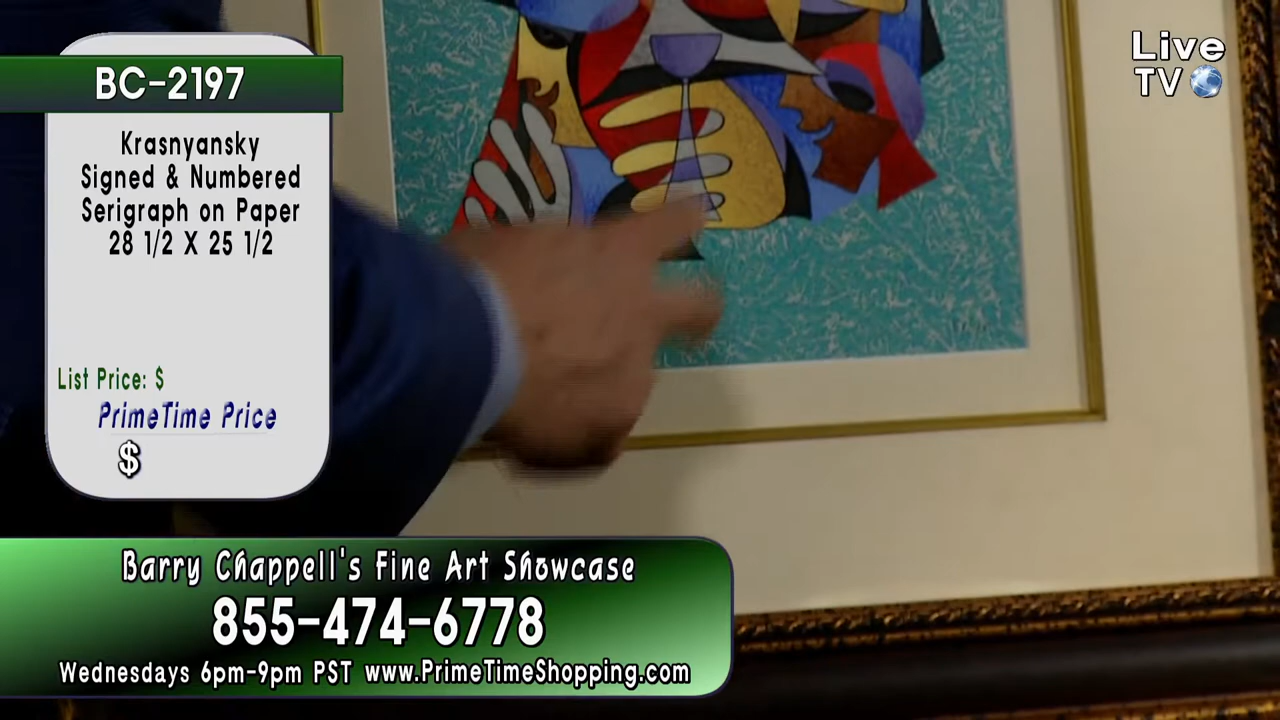 BC-2197
Krasnyansky
Signed & Numbered
Serigraph on Paper
28 1/2 X 25 1/2
List Price: $
PrimeTime Price
$
Live
TV
Barry Chappell's Fine Art Showcase
855-474-6778
Wednesdays 6pm-9pm PST www.PrimeTimeShopping.com